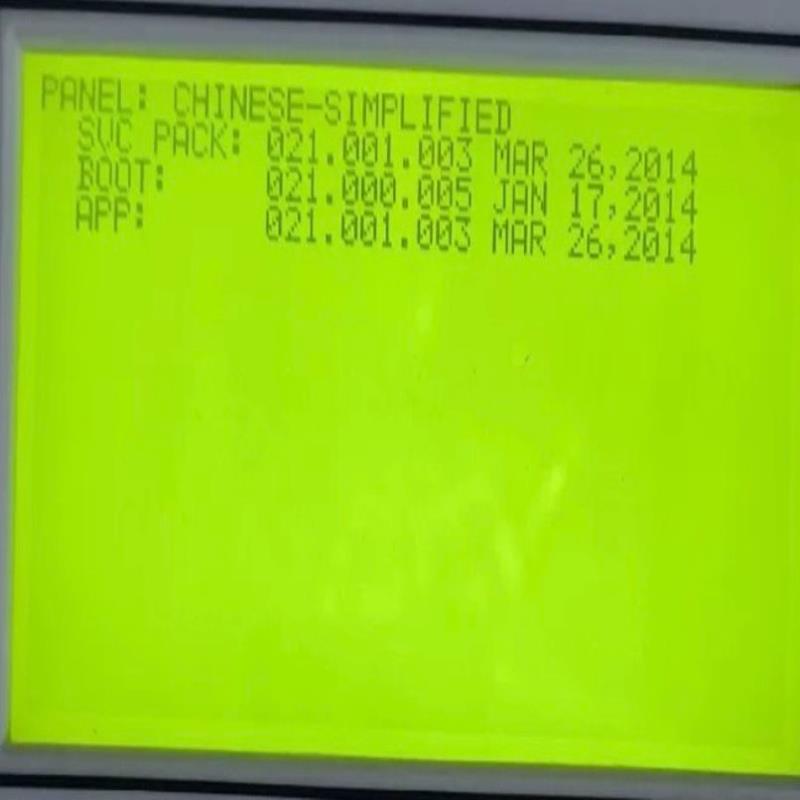 PANEL: CHINESE-SIMPLIFIED
SVC PACK: 021.001.003 MAR 26,2014
BOOT: 021.000.005 JAN 17,2014
APP: 021.001.003 MAR 26,2014